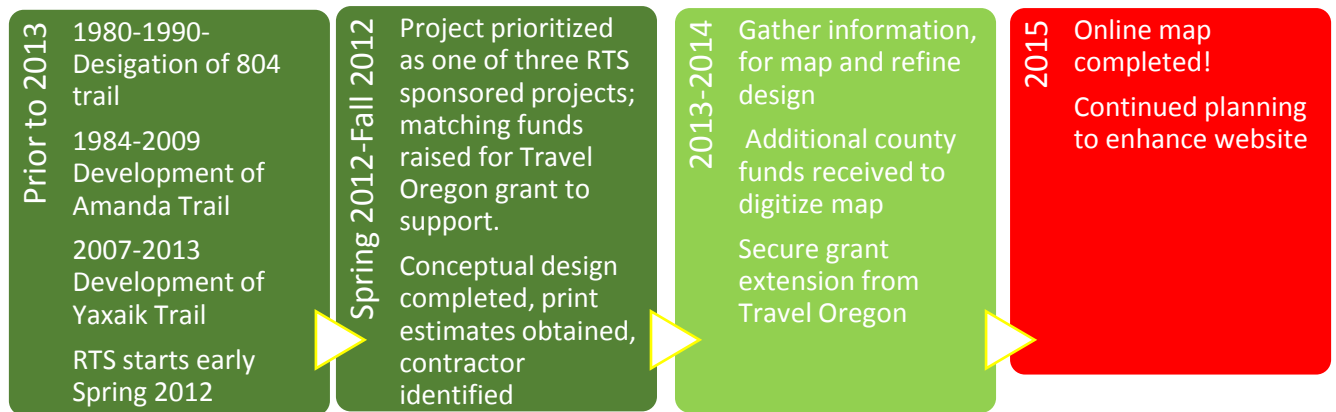 Prior to 2013
1980-1990-
Desigation of 804
trail
1984-2009
Development of
Amanda Trail
2007-2013
Development of
Yaxaik Trail
RTS starts early
Spring 2012
Spring 2012-Fall 2012
Project prioritized
as one of three RTS
sponsored projects;
matching funds
raised for Travel
Oregon grant to
support.
Conceptual design
completed, print
estimates obtained,
contractor
identified
2013-2014
Gather information,
for map and refine
design
Additional county
funds received to
digitize map
Secure grant
extension from
Travel Oregon
2015
Online map
completed!
Continued planning
to enhance website